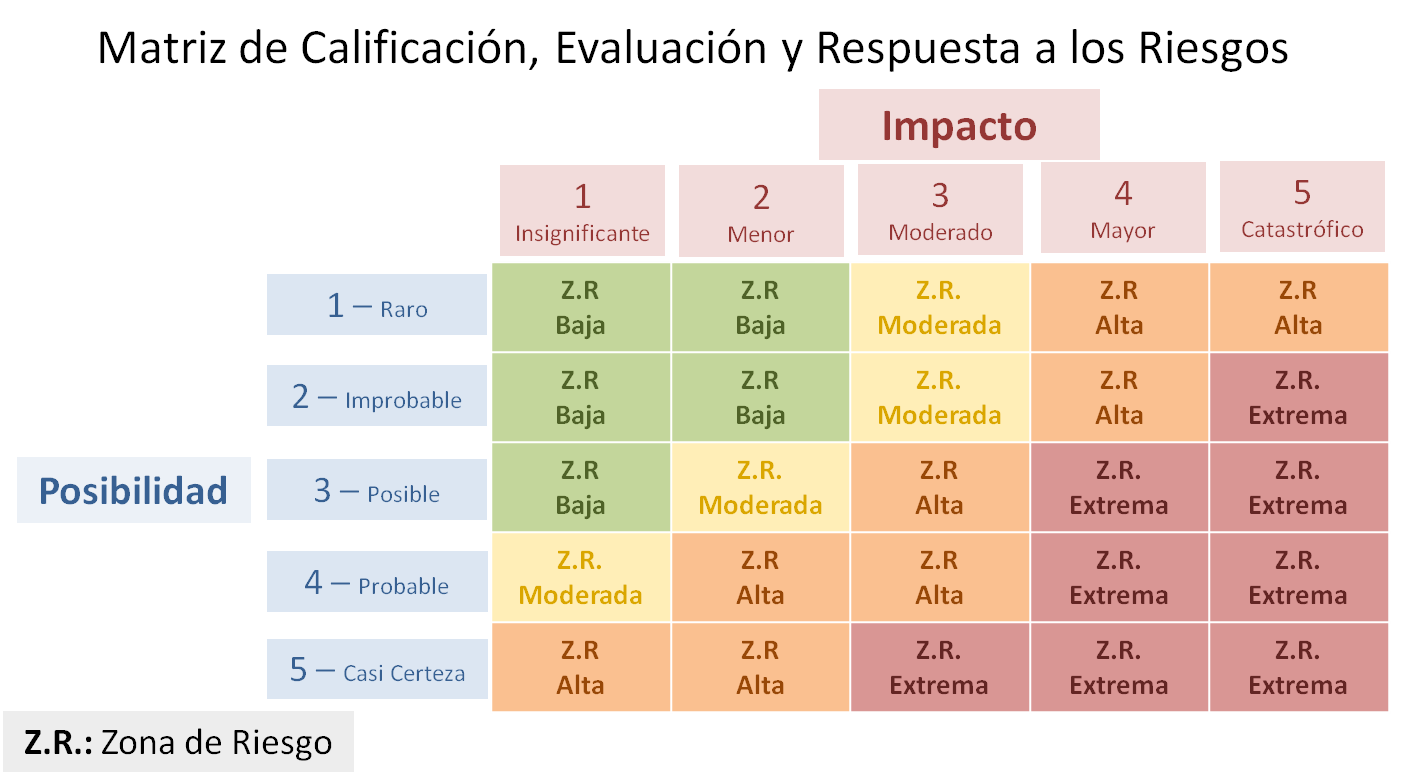 Matriz de Calificación, Evaluación y Respuesta a los Riesgos
Impacto
1
Insignificante
2
Menor
3
Moderado
4
Mayor
5
Catastrófico
1 – Raro
Z.R
Baja
Z.R
Baja
Z.R.
Moderada
Z.R
Alta
Z.R
Alta
2 – Improbable
Z.R
Baja
Z.R
Baja
Z.R.
Moderada
Z.R
Alta
Z.R.
Extrema
Posibilidad
3 – Posible
Z.R
Baja
Z.R.
Moderada
Z.R
Alta
Z.R.
Extrema
Z.R.
Extrema
4 – Probable
Z.R.
Moderada
Z.R
Alta
Z.R
Alta
Z.R.
Extrema
Z.R.
Extrema
5 – Casi Certeza
Z.R
Alta
Z.R
Alta
Z.R.
Extrema
Z.R.
Extrema
Z.R.
Extrema
Z.R.: Zona de Riesgo